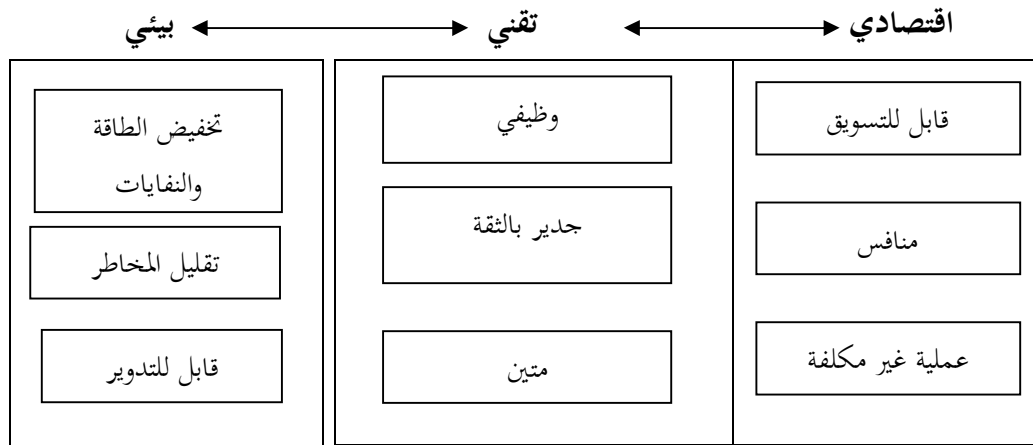 اقتصادي تقني بيئي
قابل للتسويق
منافس
عملية غير مكلفة
وظيفي
جدير بالثقة
متين
تخفيض الطاقة
والنفايات
تقليل المخاطر
قابل للتدوير